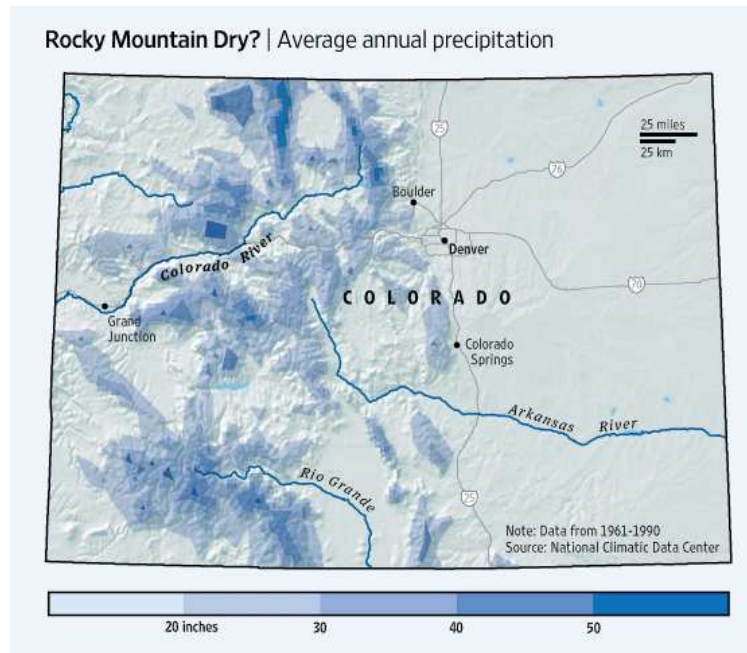 Rocky Mountain Dry? | Average annual precipitation
25 miles
25 km
25
76
Boulder
Denver
Colorado River
70
COLORADO
Grand
Junction
Colorado
Springs
Arkansas River
Rio Grande
25
Note: Data from 1961-1990
Source: National Climatic Data Center
20 inches 30 40 50